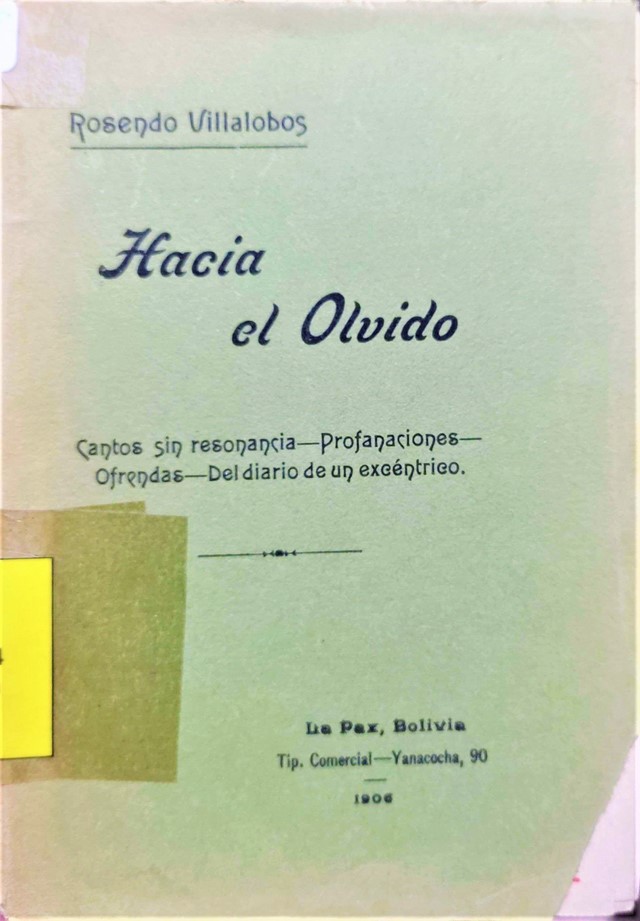 Rosendo Villalobos
Hacia
el Olvido
Cantos sin resonancia—Profanaciones—
Ofrendas—Del diario de un excéntrico.
La Paz, Bolivia
Tip. Comercial—Yanacocha, 90
1906